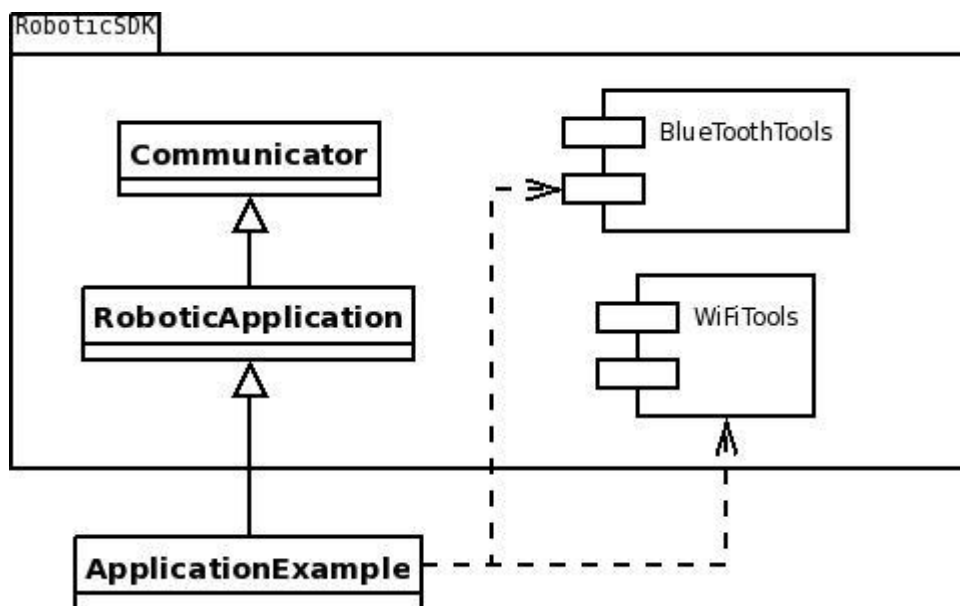 RoboticSDK
BlueToothTools
Communicator
RoboticApplication
WiFiTools
ApplicationExample